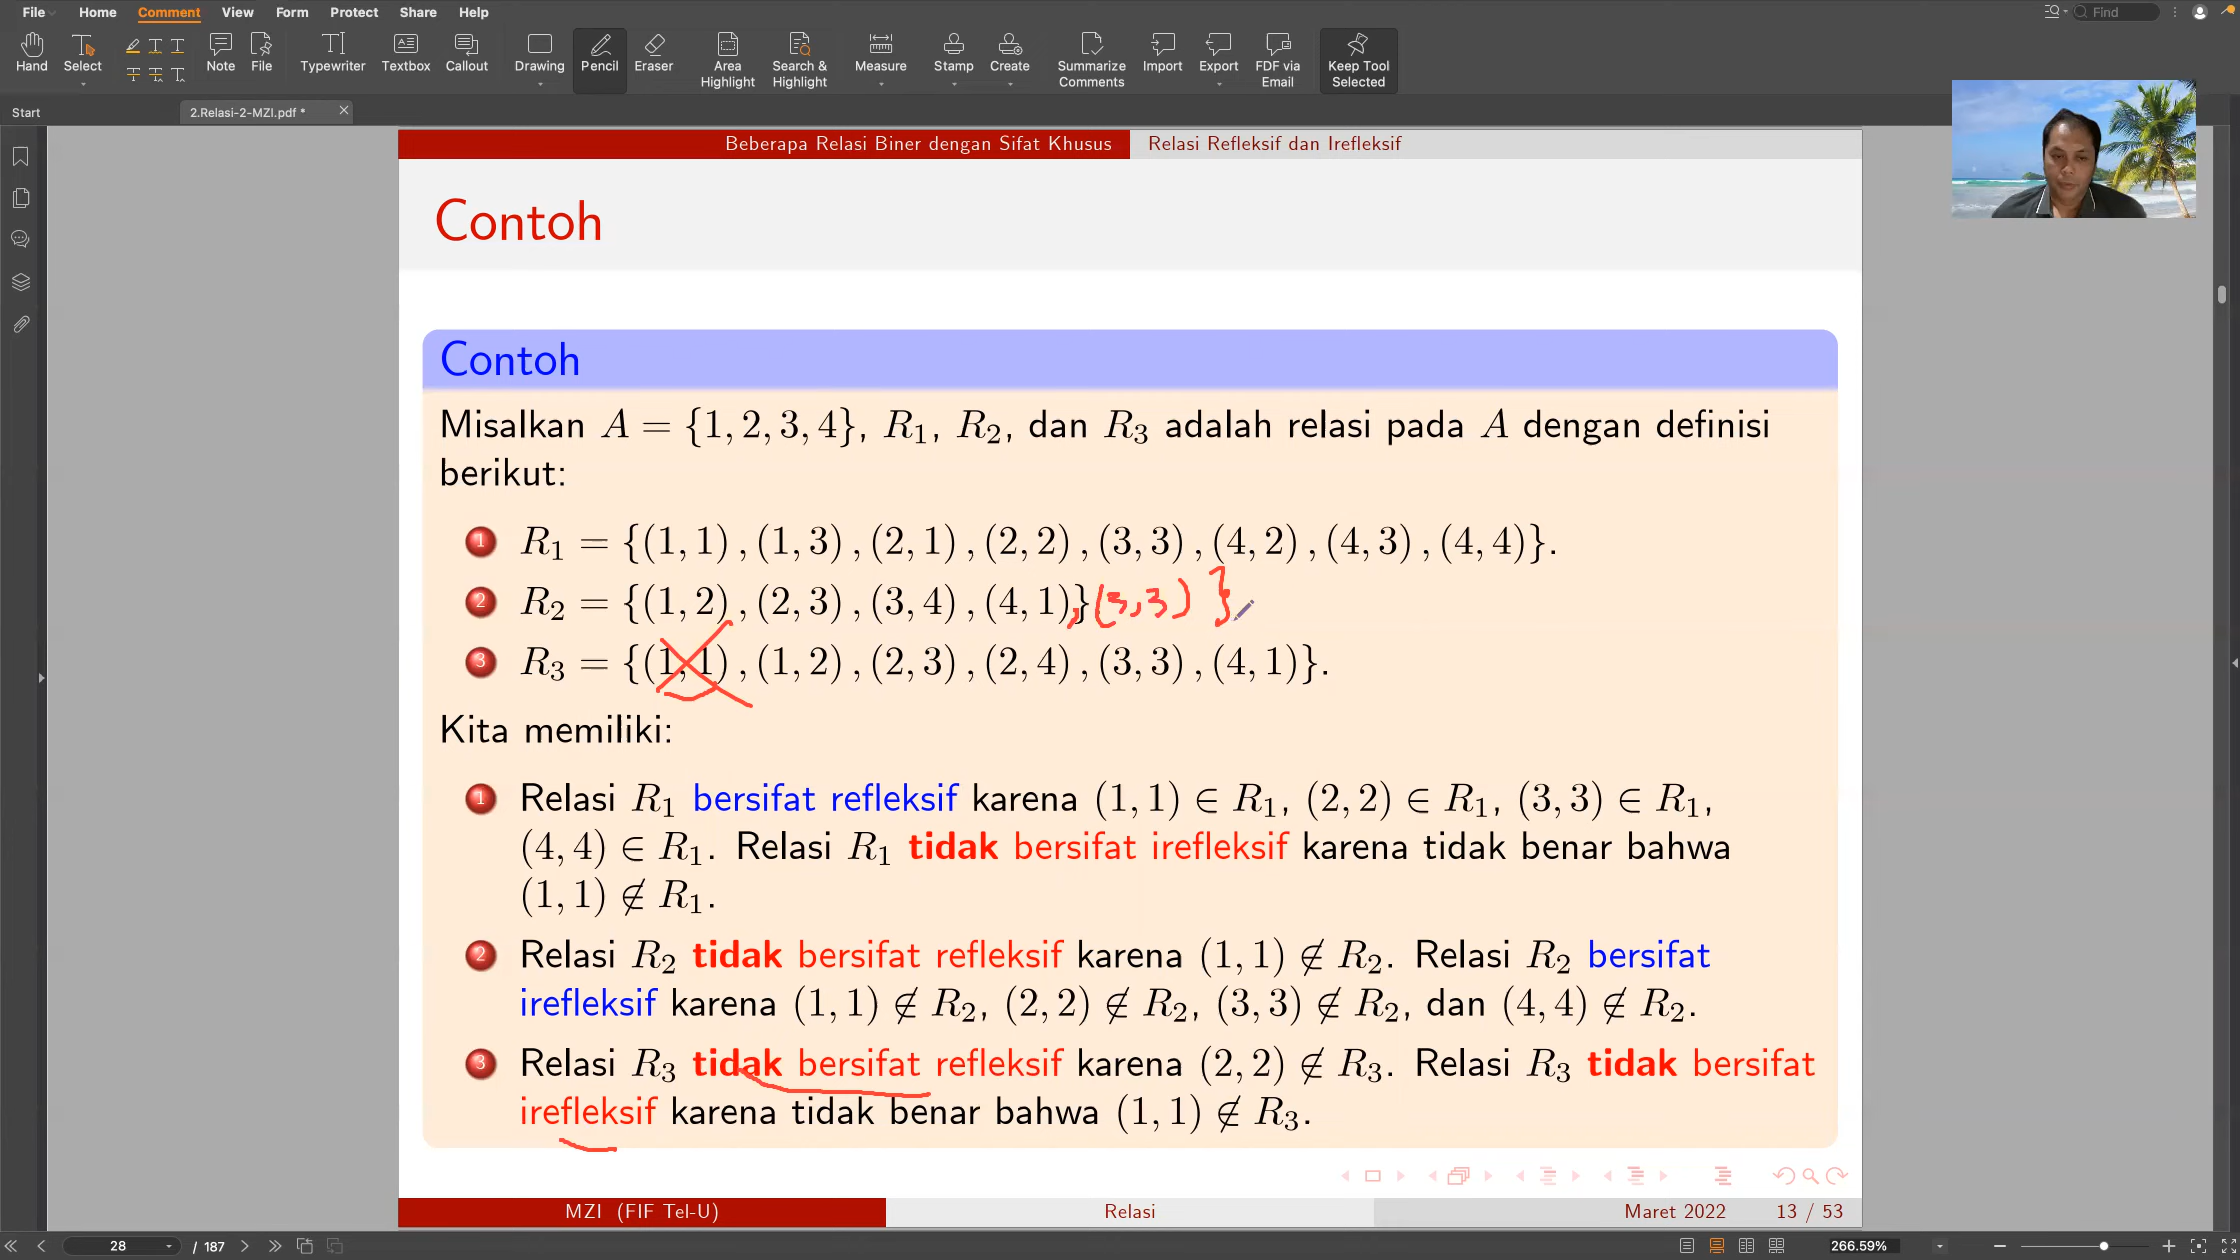 File Home Comment View Form Protect Share Help
Find
Hand Select Note File Typewriter Textbox Callout Drawing Pencil Eraser Area Highlight Search & Highlight Measure Stamp Create Summarize Comments Import Export FDF via Email Keep Tool Selected
Start 2.Relasi-2-MZI.pdf *
Beberapa Relasi Biner dengan Sifat Khusus Relasi Refleksif dan Irefleksif
Contoh
Contoh
Misalkan A = {1, 2, 3, 4}, R₁, R₂, dan R₃ adalah relasi pada A dengan definisi
berikut:
1 R₁ = {(1, 1) , (1, 3) , (2, 1) , (2, 2) , (3, 3) , (4, 2) , (4, 3) , (4, 4)}.
2 R₂ = {(1, 2) , (2, 3) , (3, 4) , (4, 1)} , (3,3) }
3 R₃ = {(1, 1) , (1, 2) , (2, 3) , (2, 4) , (3, 3) , (4, 1)}.
Kita memiliki:
1 Relasi R₁ bersifat refleksif karena (1, 1) ∈ R₁, (2, 2) ∈ R₁, (3, 3) ∈ R₁,
(4, 4) ∈ R₁. Relasi R₁ tidak bersifat irefleksif karena tidak benar bahwa
(1, 1) ∉ R₁.
2 Relasi R₂ tidak bersifat refleksif karena (1, 1) ∉ R₂. Relasi R₂ bersifat
irefleksif karena (1, 1) ∉ R₂, (2, 2) ∉ R₂, (3, 3) ∉ R₂, dan (4, 4) ∉ R₂.
3 Relasi R₃ tidak bersifat refleksif karena (2, 2) ∉ R₃. Relasi R₃ tidak bersifat
irefleksif karena tidak benar bahwa (1, 1) ∉ R₃.
MZI (FIF Tel-U) Relasi Maret 2022 13 / 53
28 / 187 266.59%